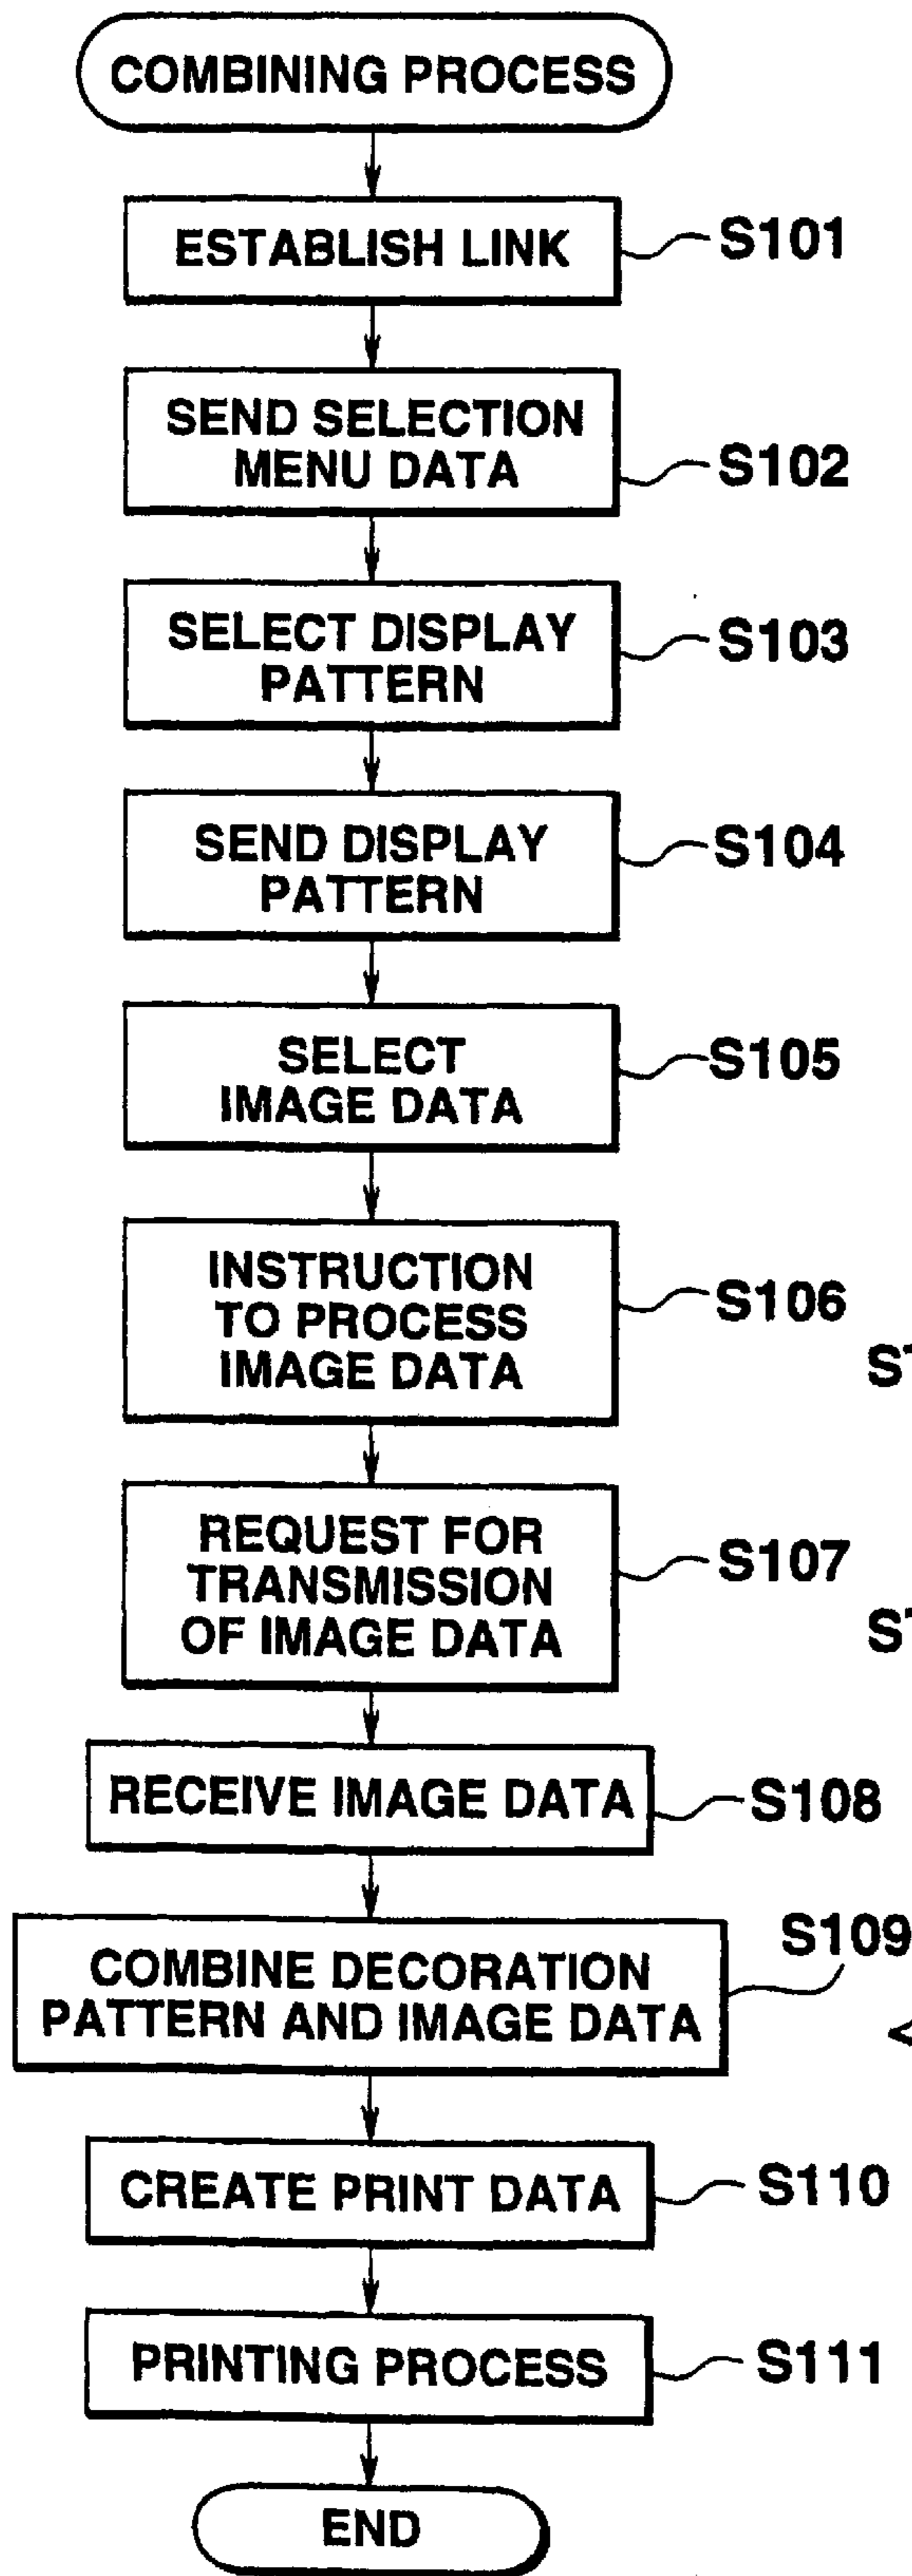 COMBINING PROCESS
ESTABLISH LINK
S101
SEND SELECTION
MENU DATA
S102
SELECT DISPLAY
PATTERN
S103
SEND DISPLAY
PATTERN
S104
SELECT
IMAGE DATA
S105
INSTRUCTION
TO PROCESS
IMAGE DATA
S106
REQUEST FOR
TRANSMISSION
OF IMAGE DATA
S107
RECEIVE IMAGE DATA
S108
COMBINE DECORATION
PATTERN AND IMAGE DATA
S109
CREATE PRINT DATA
S110
PRINTING PROCESS
S111
END